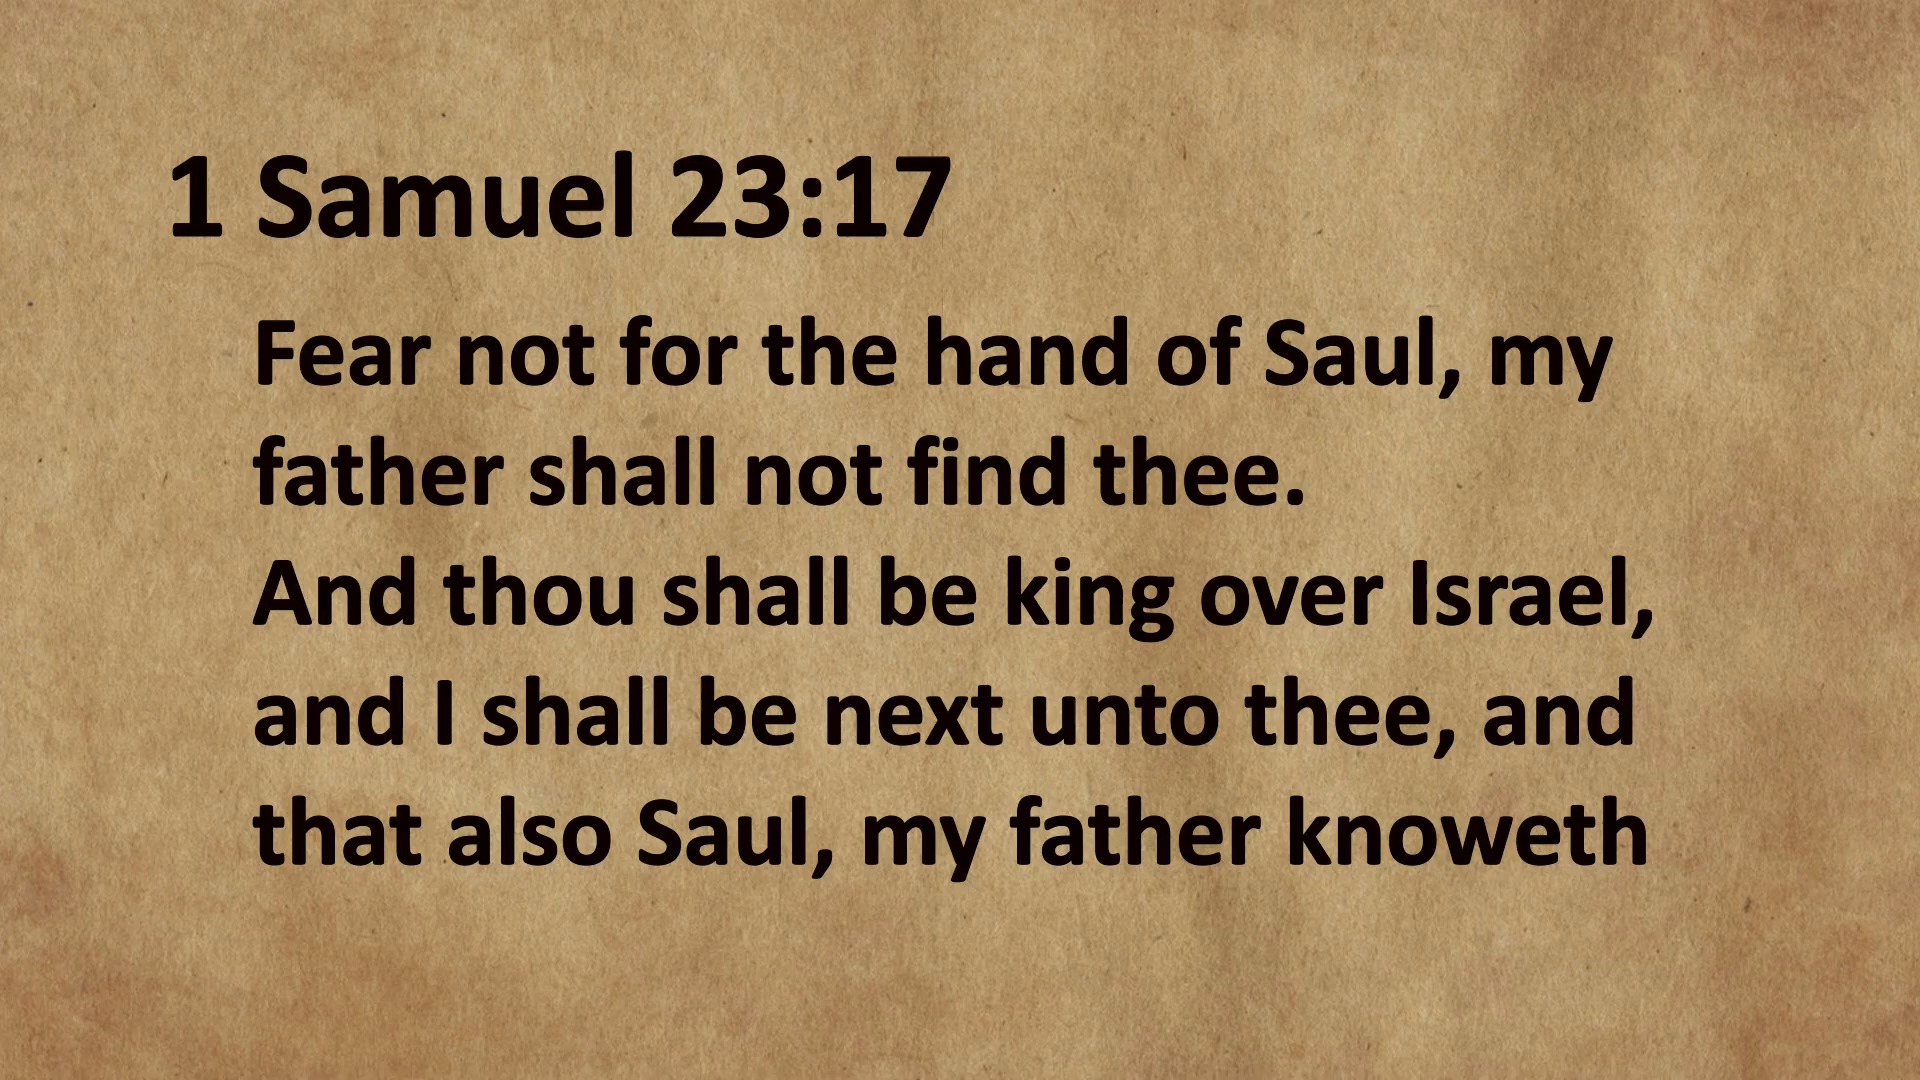 1 Samuel 23:17
Fear not for the hand of Saul, my
father shall not find thee.
And thou shall be king over Israel,
and I shall be next unto thee, and
that also Saul, my father knoweth